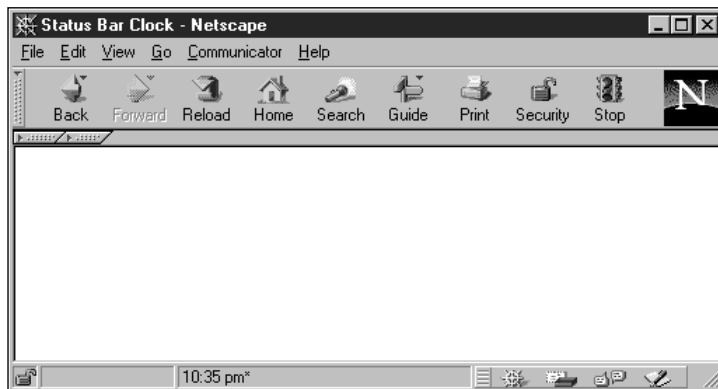 Status Bar Clock - Netscape
File Edit View Go Communicator Help
Back Forward Reload Home Search Guide Print Security Stop
N
10:35 pm*